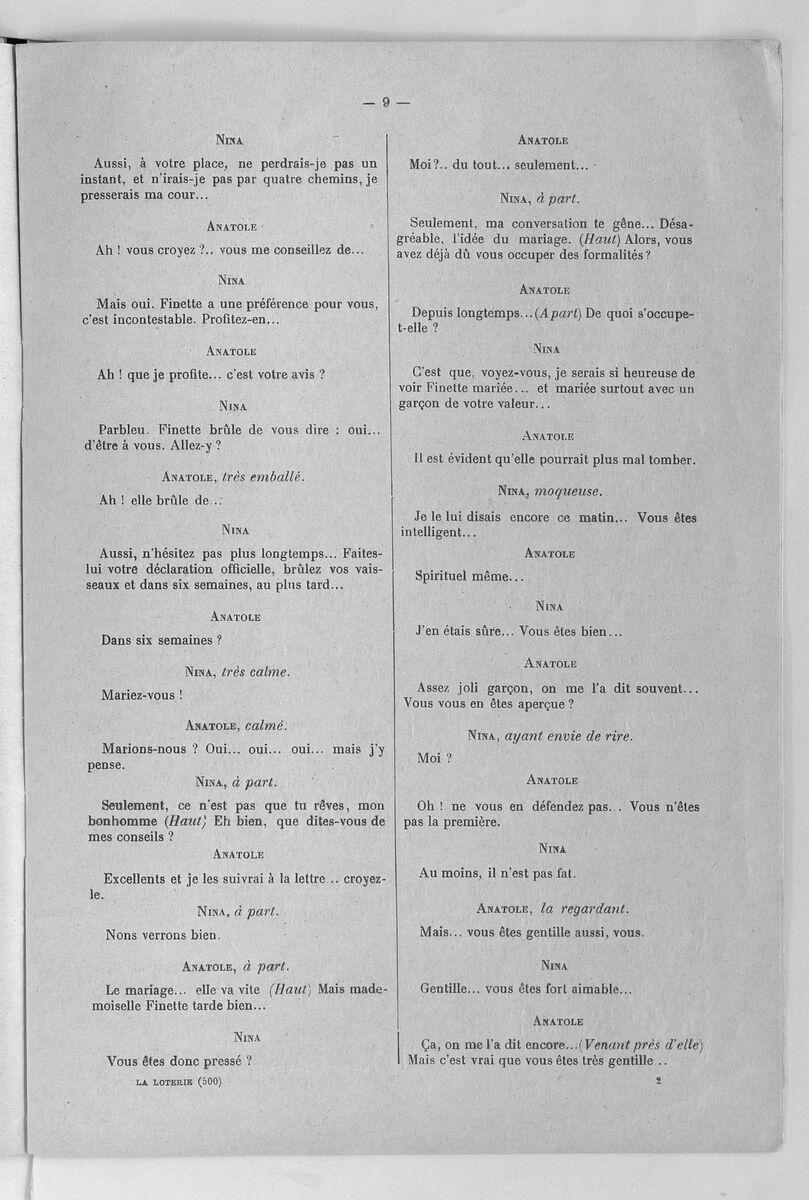 — 9 —
NINA
Aussi, à votre place, ne perdrais-je pas un
instant, et n'irais-je pas par quatre chemins, je
presserais ma cour...
ANATOLE
Ah ! vous croyez ?.. vous me conseillez de...
NINA
Mais oui. Finette a une préférence pour vous,
c'est incontestable. Profitez-en...
ANATOLE
Ah ! que je profite... c'est votre avis ?
NINA
Parbleu. Finette brûle de vous dire : oui...
d'être à vous. Allez-y ?
ANATOLE, très emballé.
Ah ! elle brûle de ..
NINA
Aussi, n'hésitez pas plus longtemps... Faites-
lui votre déclaration officielle, brûlez vos vais-
seaux et dans six semaines, au plus tard...
ANATOLE
Dans six semaines ?
NINA, très calme.
Mariez-vous !
ANATOLE, calmé.
Marions-nous ? Oui... oui... oui... mais j'y
pense.
NINA, à part.
Seulement, ce n'est pas que tu rêves, mon
bonhomme (Haut) Eh bien, que dites-vous de
mes conseils ?
ANATOLE
Excellents et je les suivrai à la lettre .. croyez-
le.
NINA, à part.
Nons verrons bien.
ANATOLE, à part.
Le mariage... elle va vite (Haut) Mais made-
moiselle Finette tarde bien...
NINA
Vous êtes donc pressé ?
LA LOTERIE (500)
ANATOLE
Moi ?.. du tout... seulement...
NINA, à part.
Seulement, ma conversation te gêne... Désa-
gréable, l'idée du mariage. (Haut) Alors, vous
avez déjà dû vous occuper des formalités ?
ANATOLE
Depuis longtemps... (A part) De quoi s'occupe-
t-elle ?
NINA
C'est que, voyez-vous, je serais si heureuse de
voir Finette mariée... et mariée surtout avec un
garçon de votre valeur...
ANATOLE
Il est évident qu'elle pourrait plus mal tomber.
NINA, moqueuse.
Je le lui disais encore ce matin... Vous êtes
intelligent...
ANATOLE
Spirituel même...
NINA
J'en étais sûre... Vous êtes bien...
ANATOLE
Assez joli garçon, on me l'a dit souvent...
Vous vous en êtes aperçue ?
NINA, ayant envie de rire.
Moi ?
ANATOLE
Oh ! ne vous en défendez pas... Vous n'êtes
pas la première.
NINA
Au moins, il n'est pas fat.
ANATOLE, la regardant.
Mais... vous êtes gentille aussi, vous.
NINA
Gentille... vous êtes fort aimable...
ANATOLE
Ça, on me l'a dit encore... (Venant près d'elle)
Mais c'est vrai que vous êtes très gentille ..
2